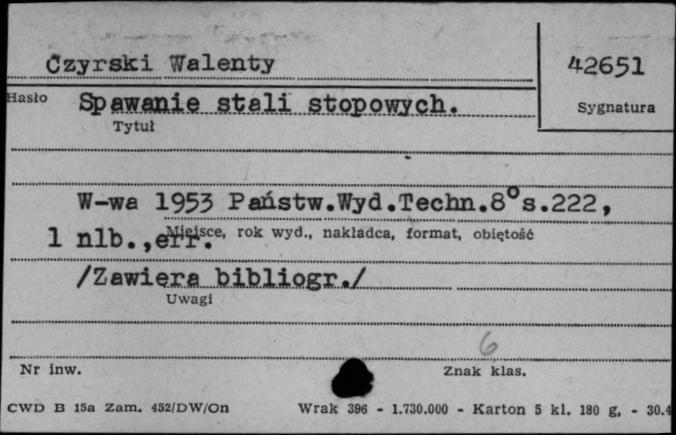 Czyrski Walenty
42651
Hasło Spawanie stali stopowych.
Sygnatura
Tytuł
W-wa 1953 Państw.Wyd.Techn.8°s.222,
Miejsce, rok wyd., nakładca, format, objętość
1 nlb.,err.
/Zawiera bibliogr./
Uwagi
6
Nr inw. Znak klas.
CWD B 15a Zam. 452/DW/On Wrak 396 - 1.730.000 - Karton 5 kl. 180 g, - 30.4